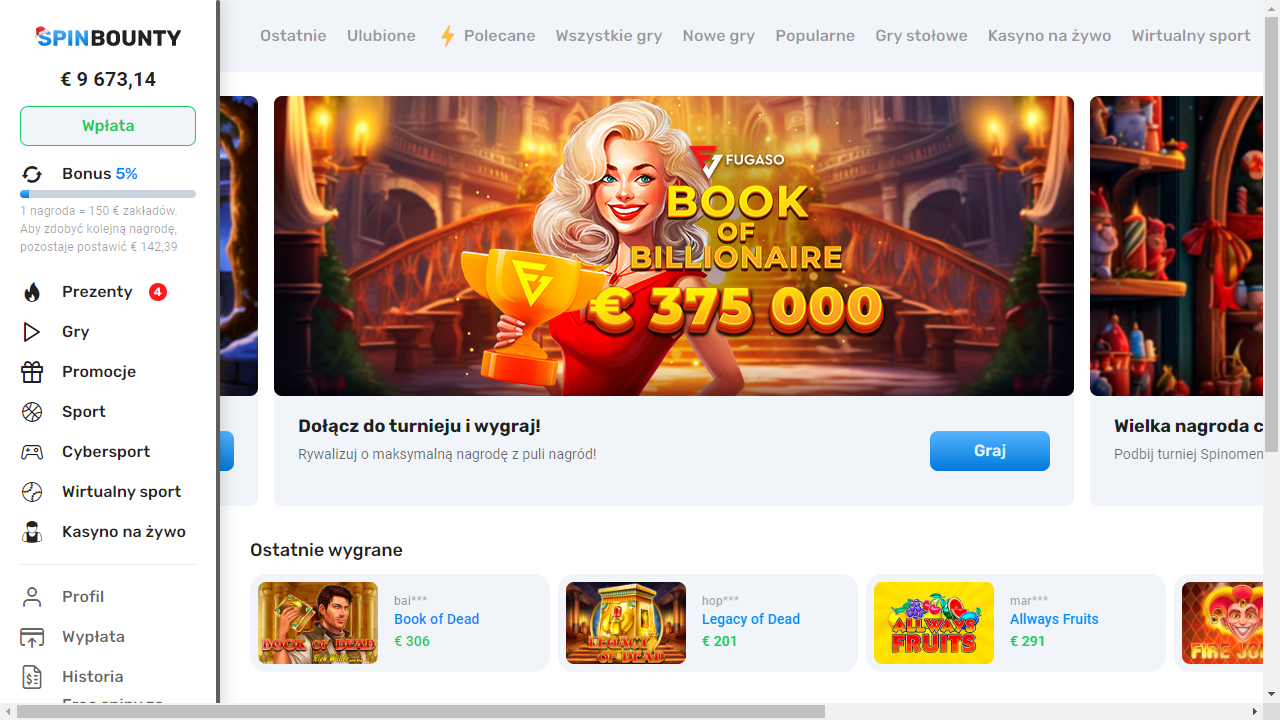 SPINBOUNTY
€ 9 673,14
Wpłata
Bonus 5%
1 nagroda = 150 € zakładów.
Aby zdobyć kolejną nagrodę,
pozostaje postawić € 142,39
Prezenty 4
Gry
Promocje
Sport
Cybersport
Wirtualny sport
Kasyno na żywo
Profil
Wypłata
Historia
Ostatnie Ulubione Polecane Wszystkie gry Nowe gry Popularne Gry stołowe Kasyno na żywo Wirtualny sport
FUGASO
BOOK
OF
BILLIONAIRE
€ 375 000
Dołącz do turnieju i wygraj!
Rywalizuj o maksymalną nagrodę z puli nagród!
Graj
Wielka nagroda c
Podbij turniej Spinomen
Ostatnie wygrane
BOOK OF DEAD
bai***
Book of Dead
€ 306
LEGACY OF DEAD
hop***
Legacy of Dead
€ 201
ALLWAYS
FRUITS
mar***
Allways Fruits
€ 291
FIRE JO